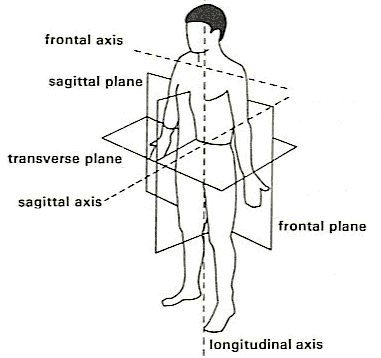 frontal axis
sagittal plane
transverse plane
sagittal axis
frontal plane
longitudinal axis